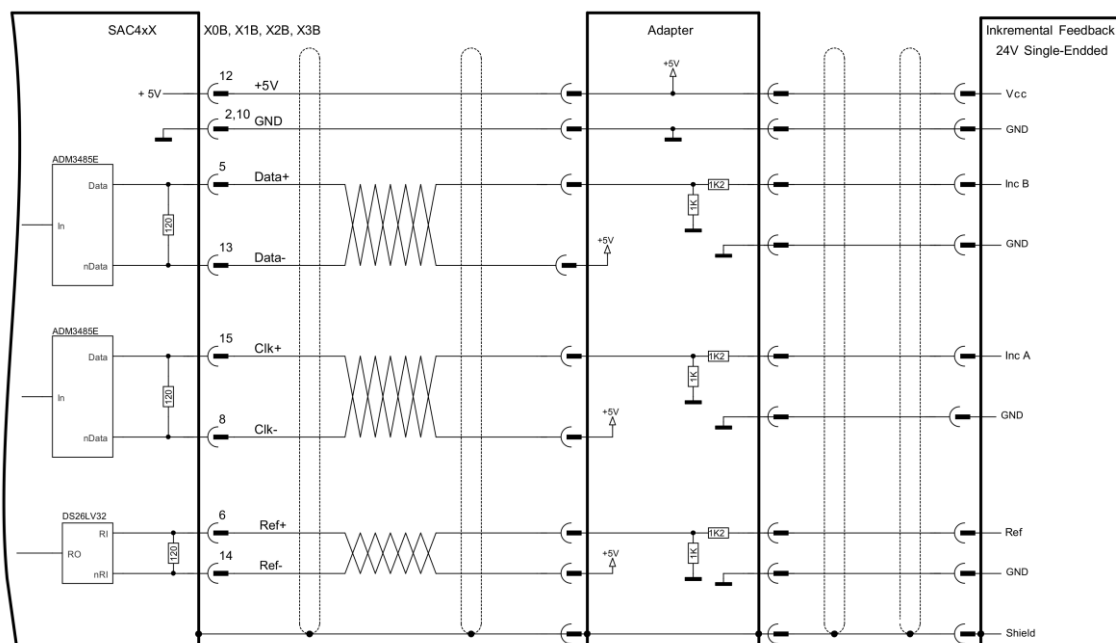 SAC4xX
X0B, X1B, X2B, X3B
Adapter
Inkremental Feedback
24V Single-Endded
+ 5V
12
+5V
+5V
Vcc
2,10
GND
GND
ADM3485E
Data
In
nData
120
5
Data+
1K2
1K
Inc B
13
Data-
+5V
GND
ADM3485E
Data
In
nData
120
15
Clk+
1K2
1K
Inc A
8
Clk-
+5V
GND
DS26LV32
RI
RO
nRI
120
6
Ref+
1K2
1K
Ref
14
Ref-
+5V
GND
Shield